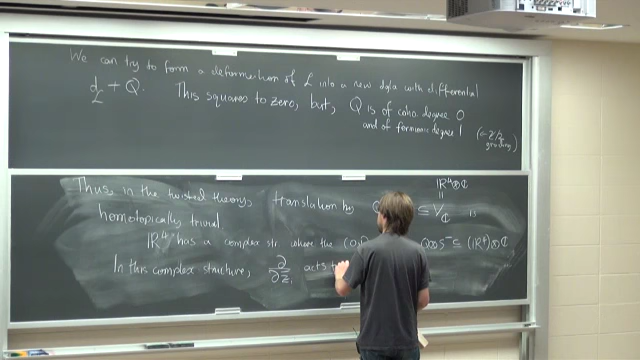 We can try to form a deformation of L into a new dgla with differential
d_L + Q. This squares to zero, but, Q is of coho. degree 0
and of fermionic degree 1
(← Z/2 grading)
ℝ⁴⊗ℂ
=
Thus, in the twisted theory, translation by ⊆ V_ℂ is
homotopically trivial
ℝ⁴ has a complex str where the (0, Q⊗S⁻ ⊆ (ℝ⁴)⊗ℂ
In this complex structure, ∂/∂z̄ᵢ acts